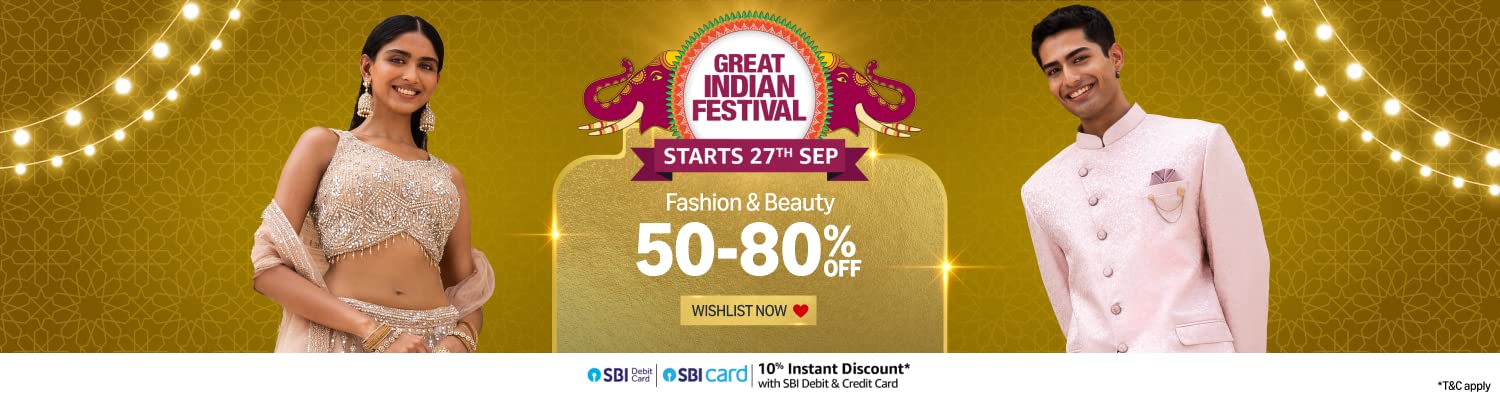 GREAT
INDIAN
FESTIVAL
STARTS 27TH SEP
Fashion & Beauty
50-80% OFF
WISHLIST NOW
SBI Debit Card
SBI card
10% Instant Discount*
with SBI Debit & Credit Card
*T&C apply